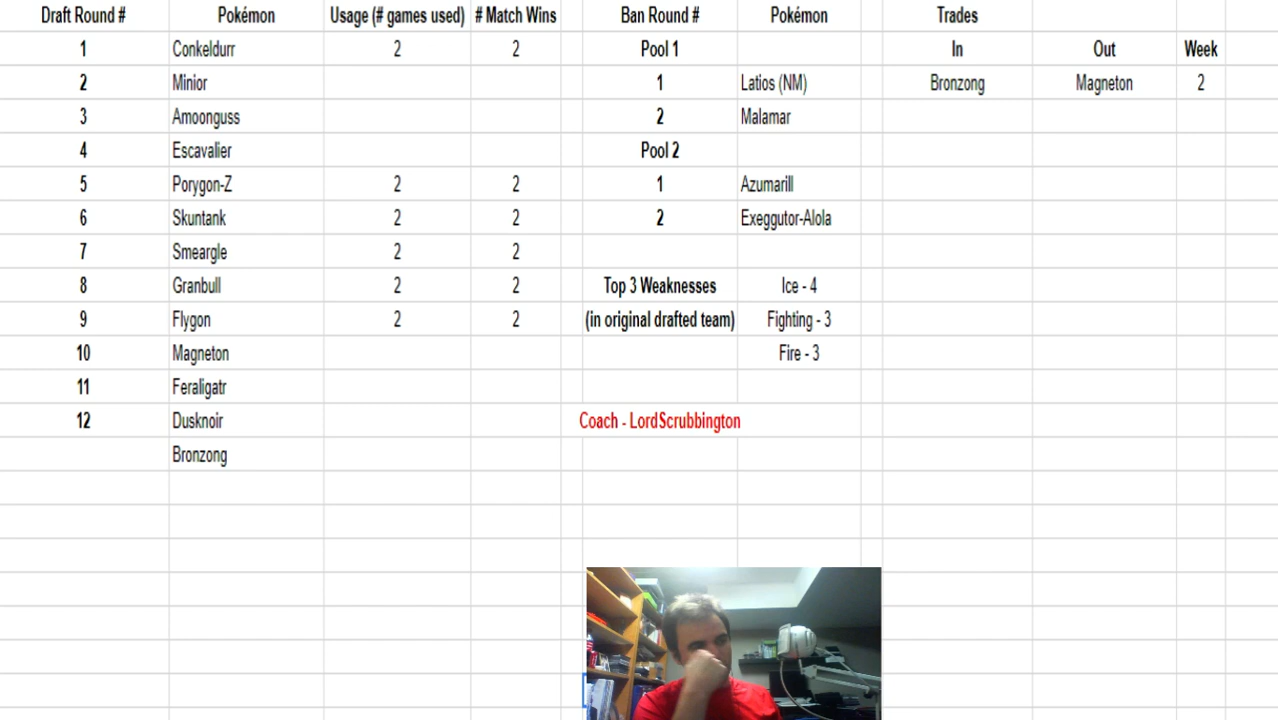 Draft Round # Pokémon Usage (# games used) # Match Wins Ban Round # Pokémon Trades
1 Conkeldurr 2 2 Pool 1 In Out Week
2 Minior 1 Latios (NM) Bronzong Magneton 2
3 Amoonguss 2 Malamar
4 Escavalier Pool 2
5 Porygon-Z 2 2 1 Azumarill
6 Skuntank 2 2 2 Exeggutor-Alola
7 Smeargle 2 2
8 Granbull 2 2 Top 3 Weaknesses Ice - 4
9 Flygon 2 2 (in original drafted team) Fighting - 3
10 Magneton Fire - 3
11 Feraligatr
12 Dusknoir Coach - LordScrubbington
Bronzong